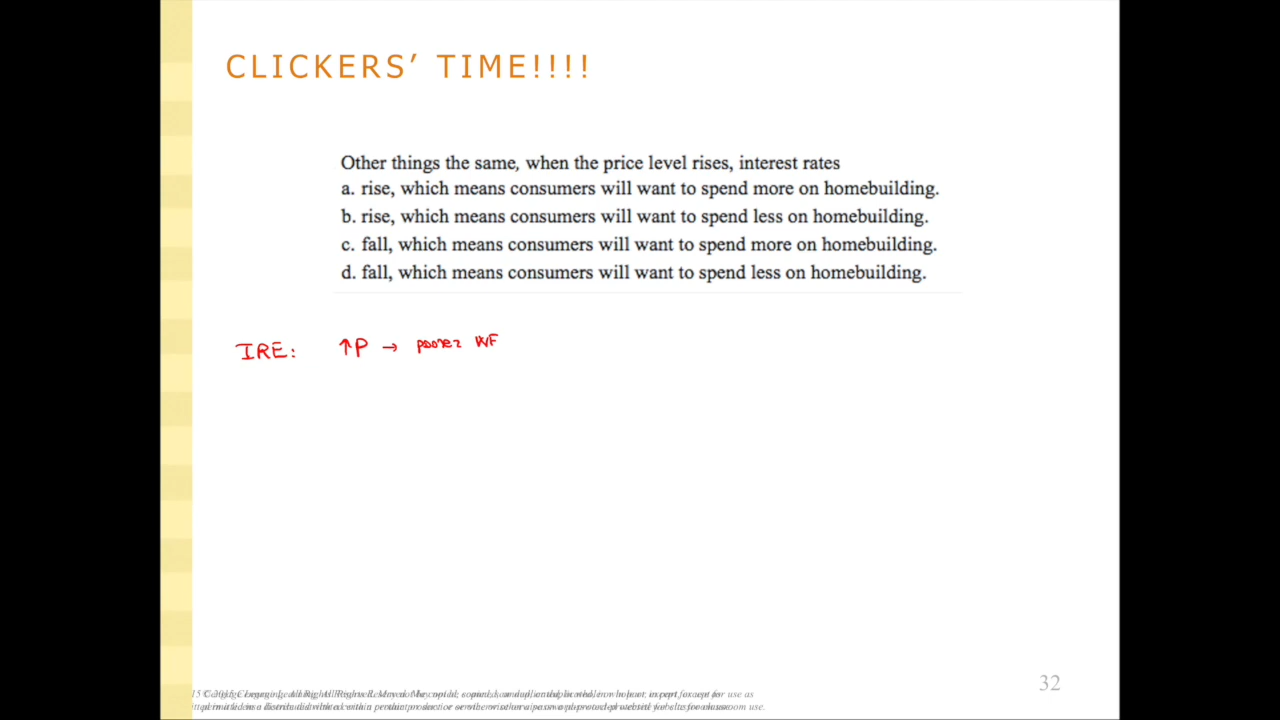 CLICKERS’ TIME!!!!
Other things the same, when the price level rises, interest rates
a. rise, which means consumers will want to spend more on homebuilding.
b. rise, which means consumers will want to spend less on homebuilding.
c. fall, which means consumers will want to spend more on homebuilding.
d. fall, which means consumers will want to spend less on homebuilding.
IRE: ↑P → poorer
32